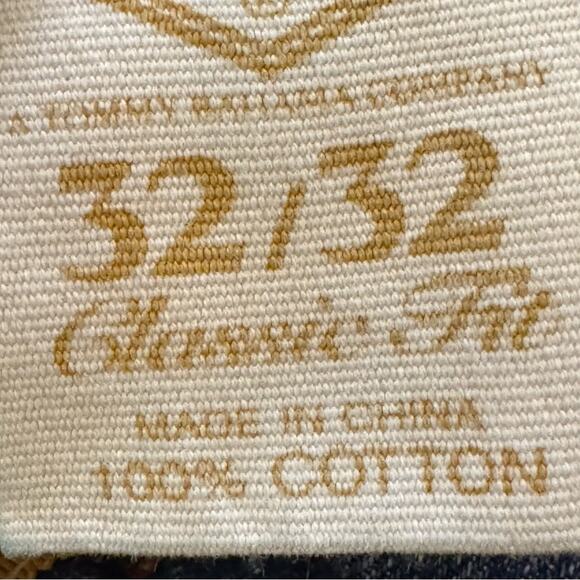 ®
A TOMMY BAHAMA COMPANY
32/32
Classic Fit
MADE IN CHINA
100% COTTON